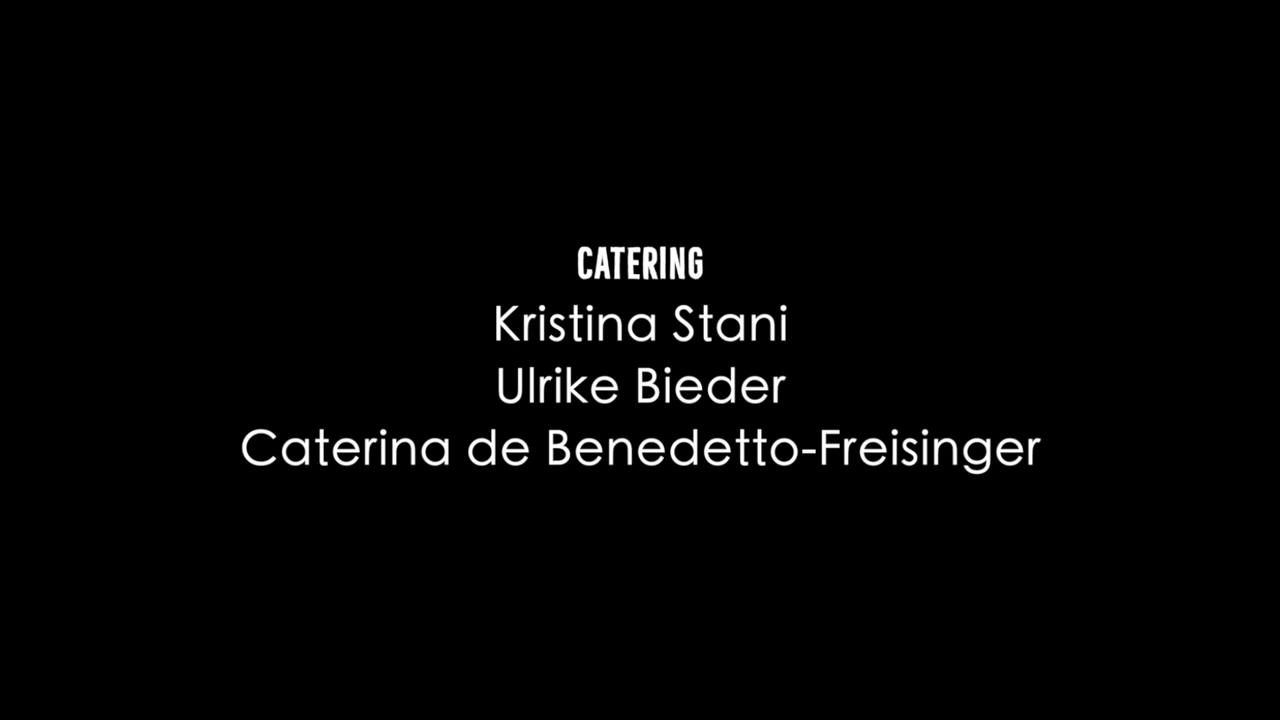 CATERING
Kristina Stani
Ulrike Bieder
Caterina de Benedetto-Freisinger